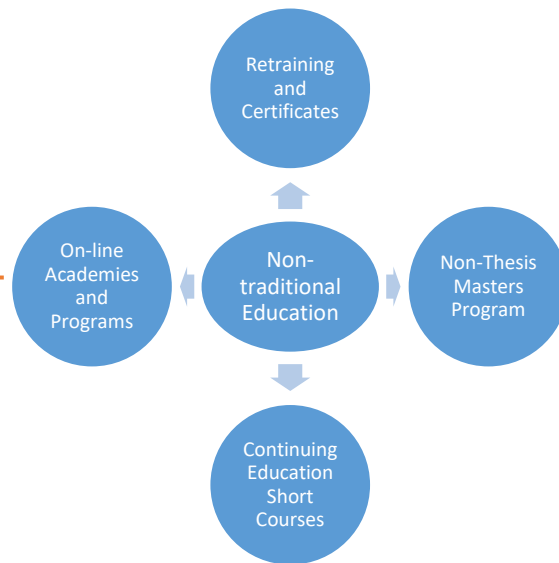 Retraining
and
Certificates
On-line
Academies
and
Programs
Non-
traditional
Education
Non-Thesis
Masters
Program
Continuing
Education
Short
Courses